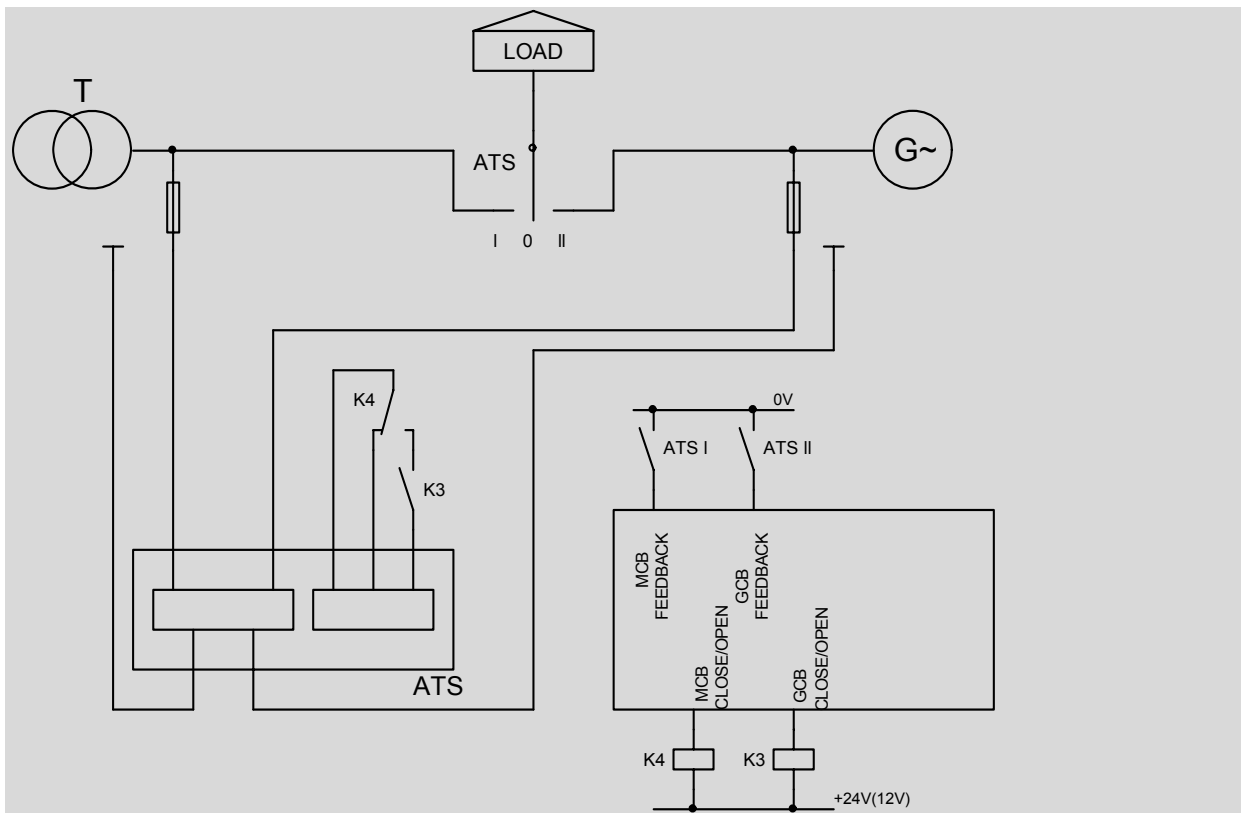 LOAD
T
ATS
G~
I 0 II
K4
K3
0V
ATS I
ATS II
MCB
FEEDBACK
GCB
FEEDBACK
MCB
CLOSE/OPEN
GCB
CLOSE/OPEN
ATS
K4
K3
+24V(12V)